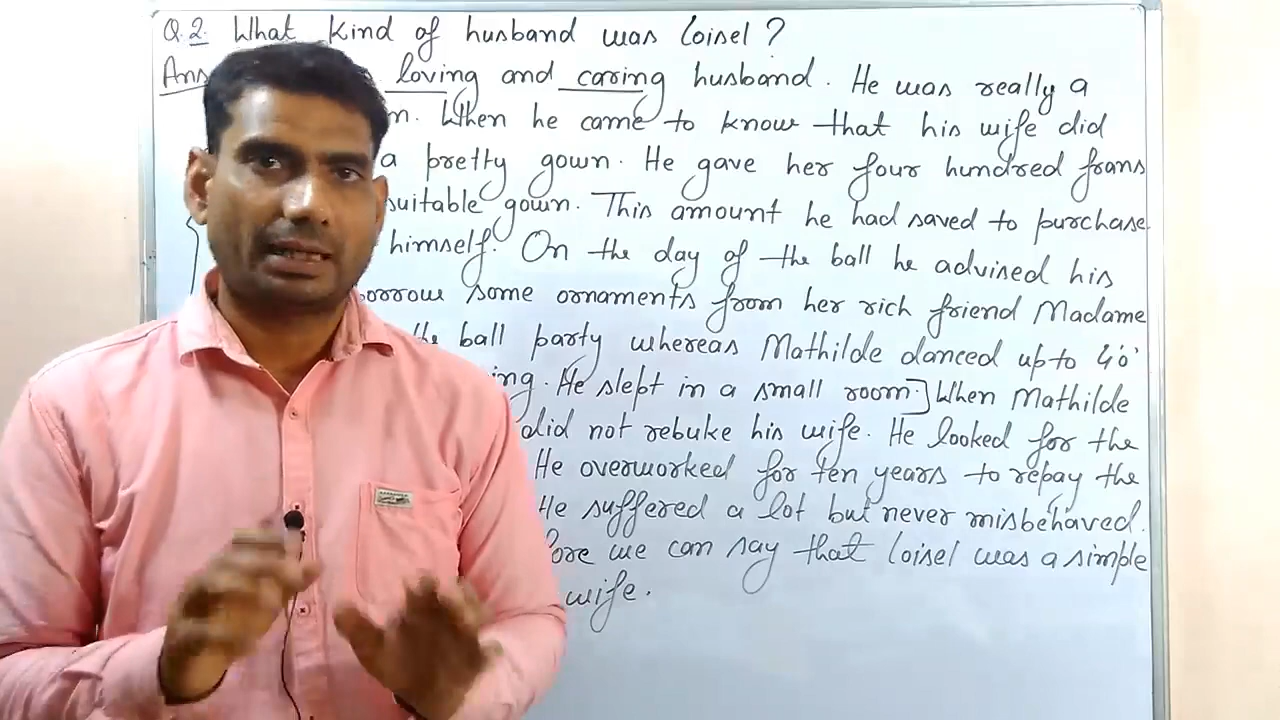 Q.2. What kind of husband was Loisel ?
Ans loving and caring husband. He was really a
n. When he came to know that his wife did
a pretty gown. He gave her four hundred frans
suitable gown. This amount he had saved to purchase
himself. On the day of the ball he advised his
borrow some ornaments from her rich friend Madame
the ball party whereas Mathilde danced up to 4'o'
ing. He slept in a small room.] When Mathilde
did not rebuke his wife. He looked for the
He overworked for ten years to repay the
He suffered a lot but never misbehaved.
fore we can say that Loisel was a simple
wife.